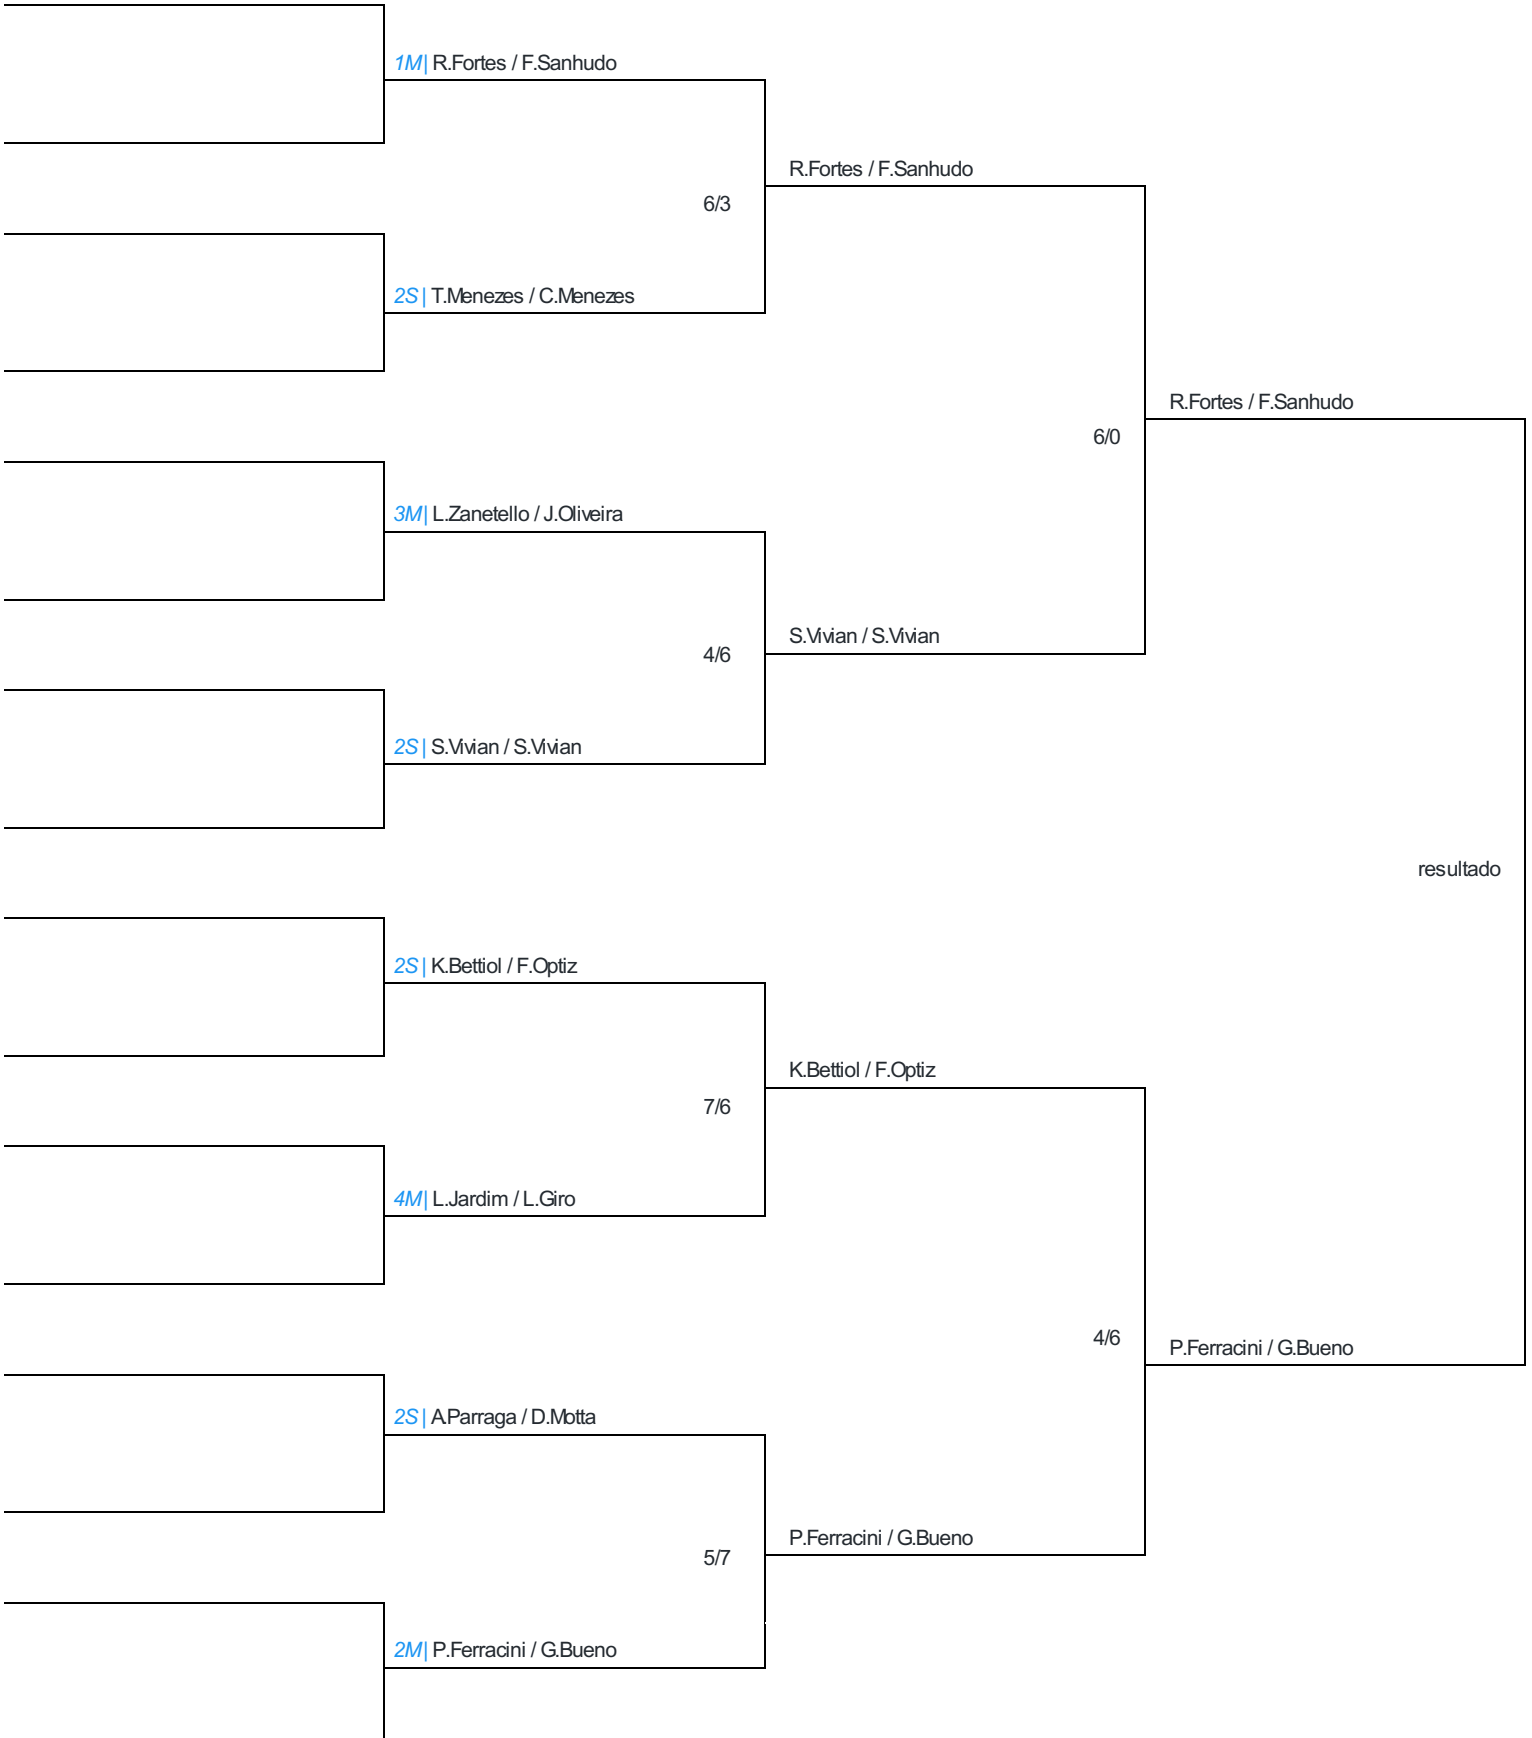 1M| R.Fortes / F.Sanhudo
R.Fortes / F.Sanhudo
6/3
2S| T.Menezes / C.Menezes
R.Fortes / F.Sanhudo
6/0
3M| L.Zanetello / J.Oliveira
S.Vivian / S.Vivian
4/6
2S| S.Vivian / S.Vivian
resultado
2S| K.Bettiol / F.Optiz
K.Bettiol / F.Optiz
7/6
4M| L.Jardim / L.Giro
4/6
P.Ferracini / G.Bueno
2S| A.Parraga / D.Motta
P.Ferracini / G.Bueno
5/7
2M| P.Ferracini / G.Bueno